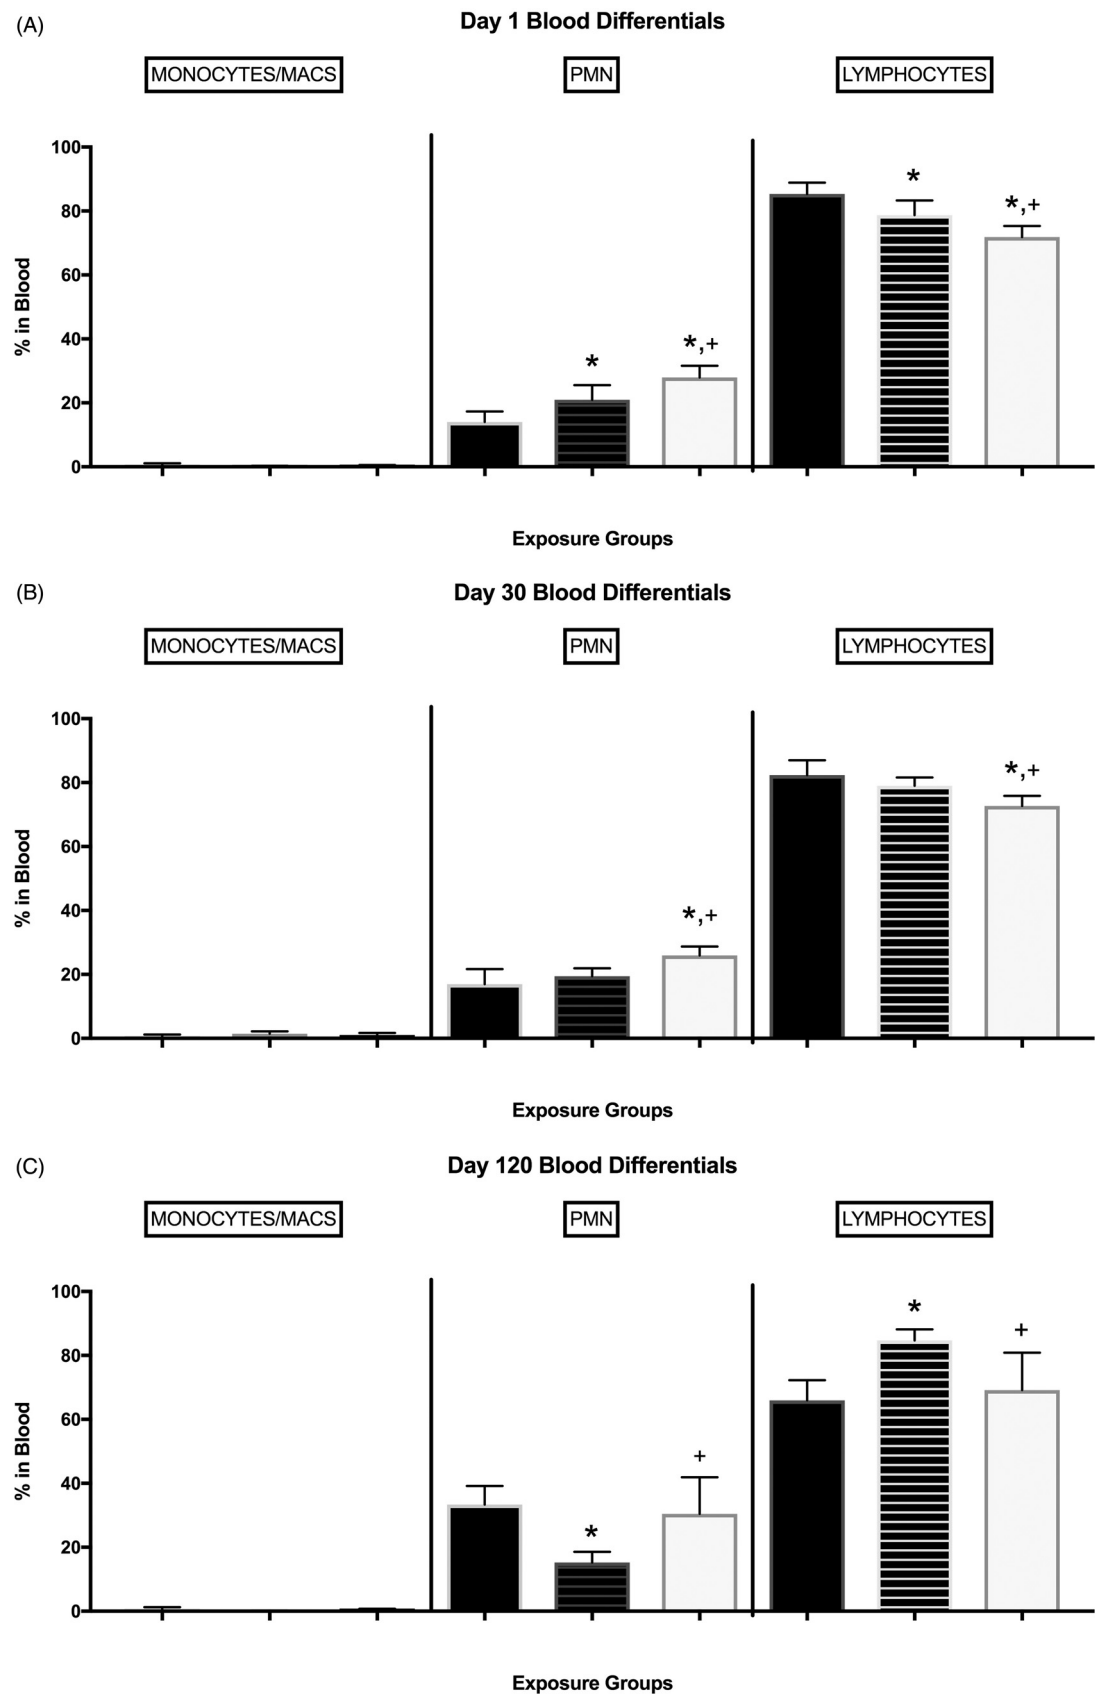 (A)
Day 1 Blood Differentials
MONOCYTES/MACS PMN LYMPHOCYTES
% in Blood
100
80
60
40
20
0
*
*,+
*
*,+
Exposure Groups
(B)
Day 30 Blood Differentials
MONOCYTES/MACS PMN LYMPHOCYTES
% in Blood
100
80
60
40
20
0
*,+
*,+
Exposure Groups
(C)
Day 120 Blood Differentials
MONOCYTES/MACS PMN LYMPHOCYTES
% in Blood
100
80
60
40
20
0
*
+
*
+
Exposure Groups